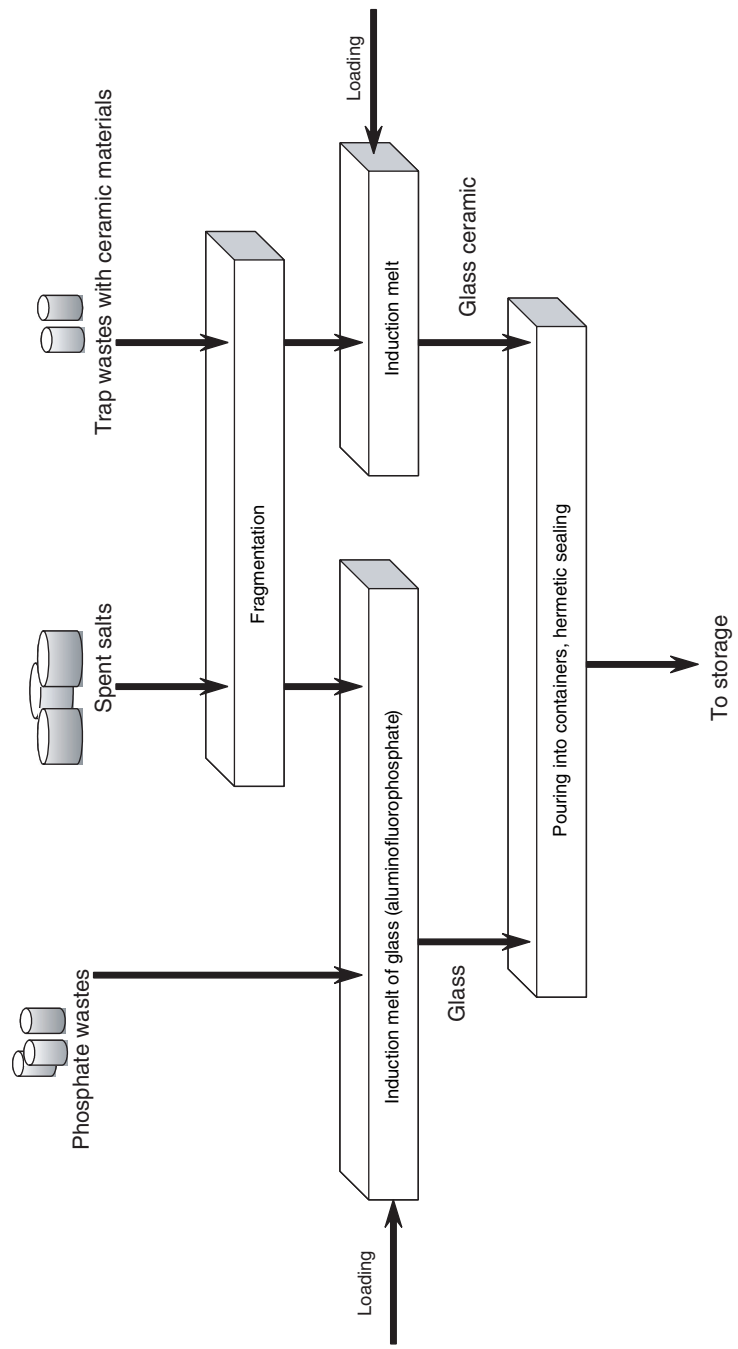 Phosphate wastes
Spent salts
Trap wastes with ceramic materials
Fragmentation
Loading
Induction melt of glass (aluminofluorophosphate)
Induction melt
Loading
Glass
Glass ceramic
Pouring into containers, hermetic sealing
To storage